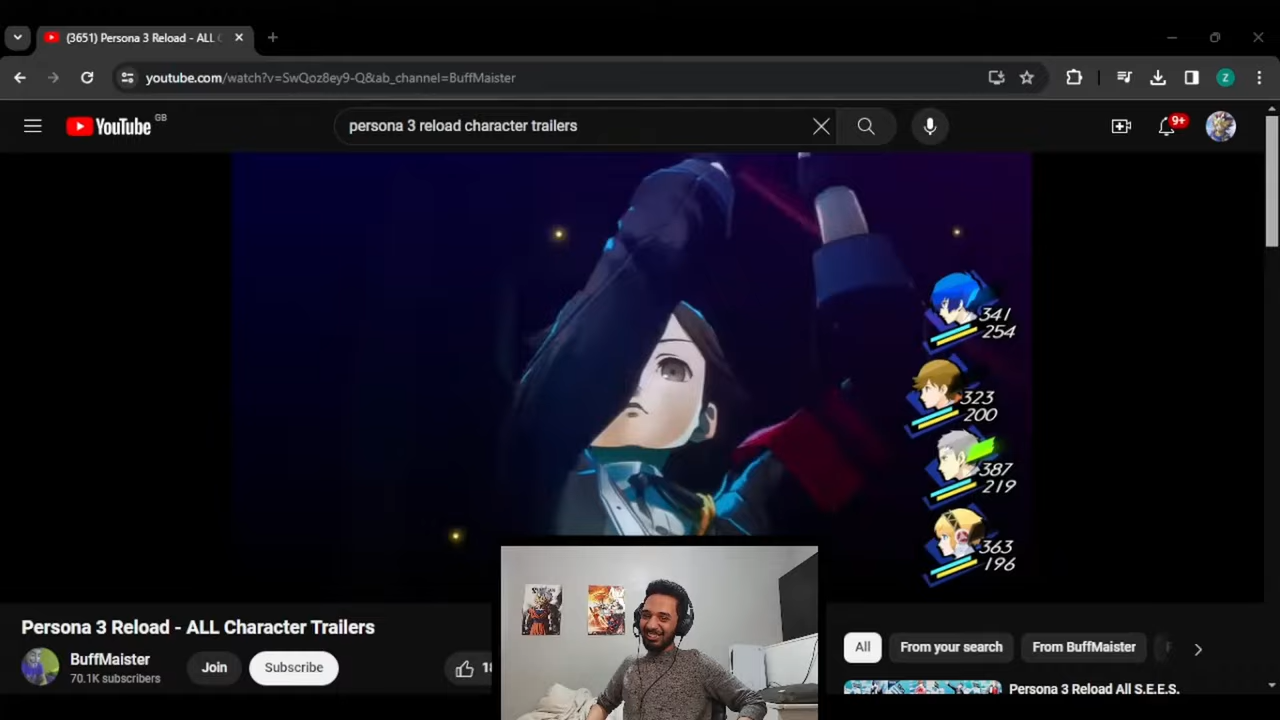 (3651) Persona 3 Reload - ALL
youtube.com/watch?v=SwQoz8ey9-Q&ab_channel=BuffMaister
Z
YouTube
GB
persona 3 reload character trailers
9+
341
254
323
200
387
219
363
196
Persona 3 Reload - ALL Character Trailers
BuffMaister
70.1K subscribers
Join
Subscribe
All
From your search
From BuffMaister
Persona 3 Reload All S.E.E.S.